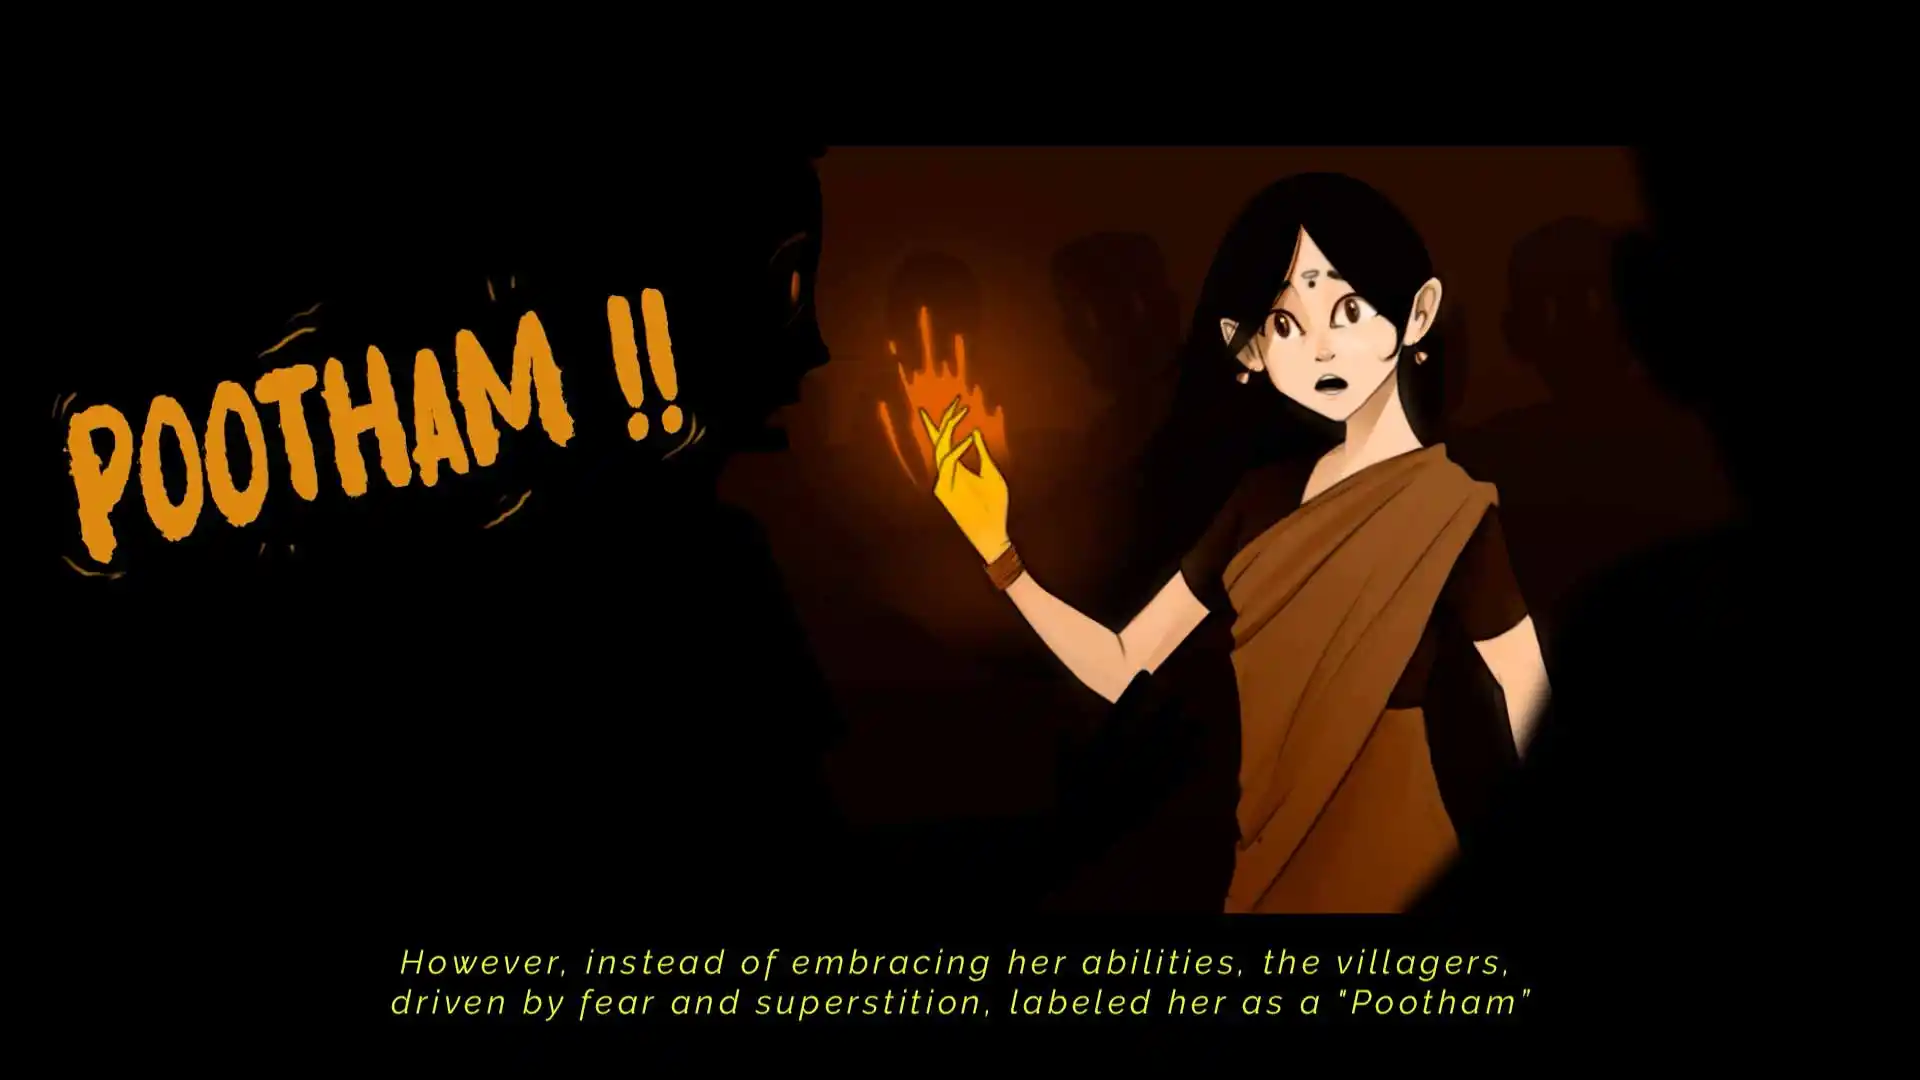 POOTHAM !!
However, instead of embracing her abilities, the villagers,
driven by fear and superstition, labeled her as a "Pootham”